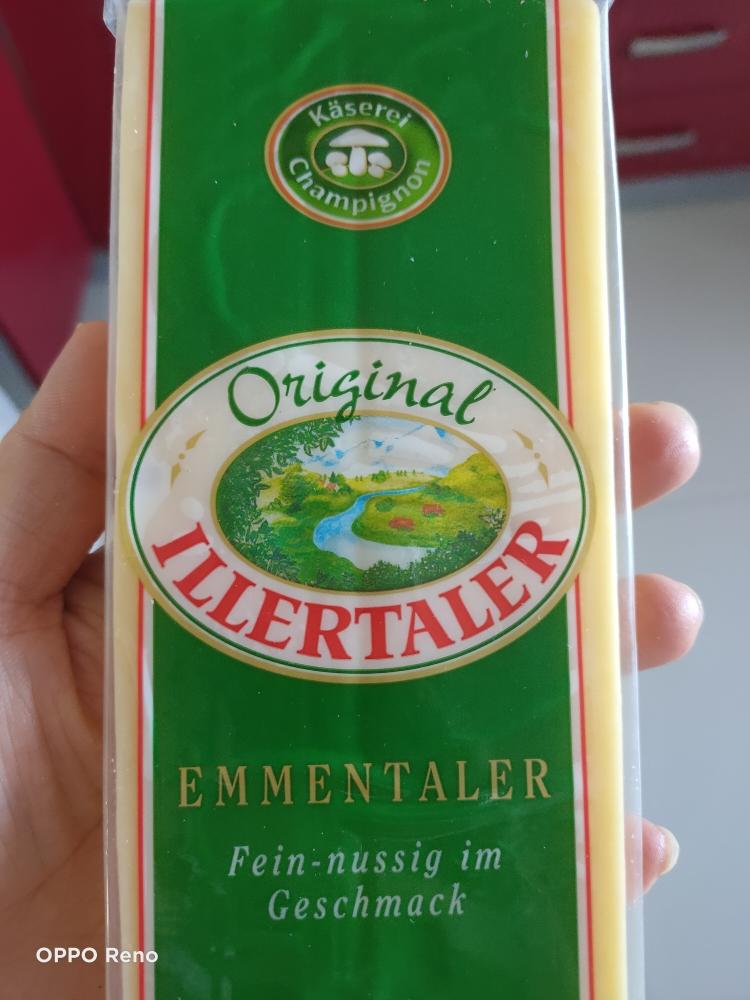 Käserei
Champignon
Original
ILLERTALER
EMMENTALER
Fein-nussig im
Geschmack
OPPO Reno